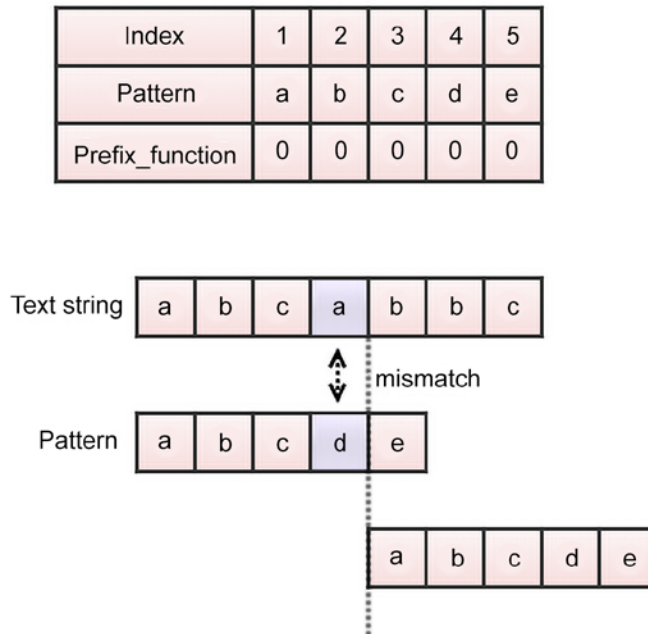 Index 1 2 3 4 5
Pattern a b c d e
Prefix_function 0 0 0 0 0
Text string a b c a b b c
mismatch
Pattern a b c d e
a b c d e